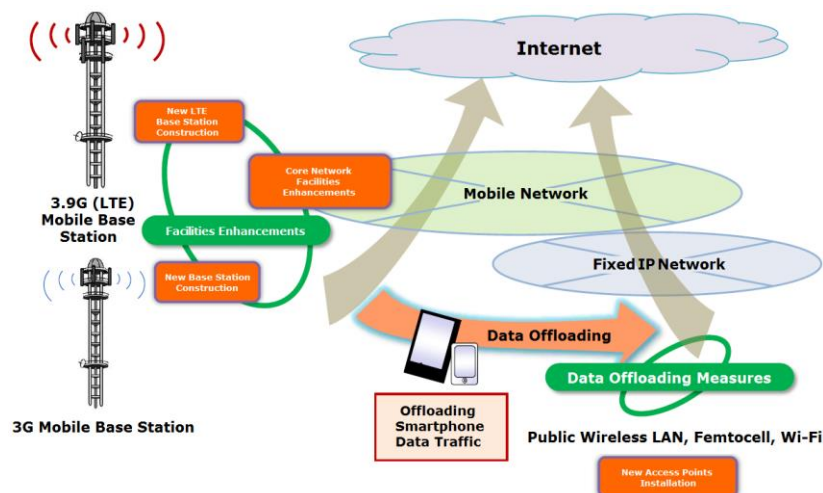 Internet
New LTE
Base Station
Construction
Core Network
Facilities
Enhancements
Mobile Network
3.9G (LTE)
Mobile Base
Station
Facilities Enhancements
Fixed IP Network
New Base Station
Construction
Data Offloading
Data Offloading Measures
Offloading
Smartphone
Data Traffic
3G Mobile Base Station
Public Wireless LAN, Femtocell, Wi-Fi
New Access Points
Installation